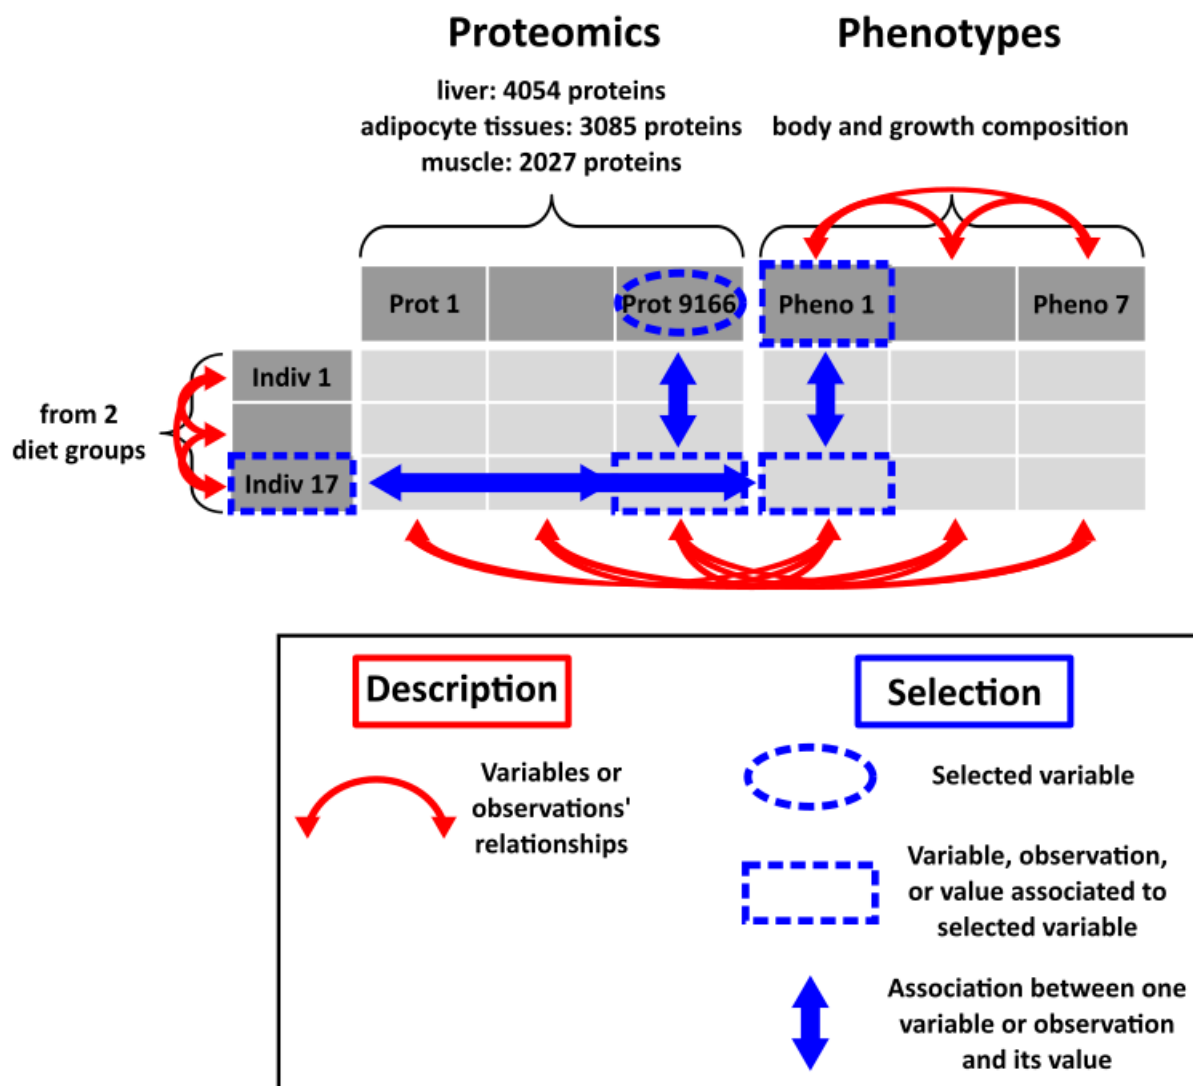 Proteomics
Phenotypes
liver: 4054 proteins
adipocyte tissues: 3085 proteins
muscle: 2027 proteins
body and growth composition
Prot 1
Prot 9166
Pheno 1
Pheno 7
Indiv 1
from 2
diet groups
Indiv 17
Description
Selection
Variables or
observations'
relationships
Selected variable
Variable, observation,
or value associated to
selected variable
Association between one
variable or observation
and its value